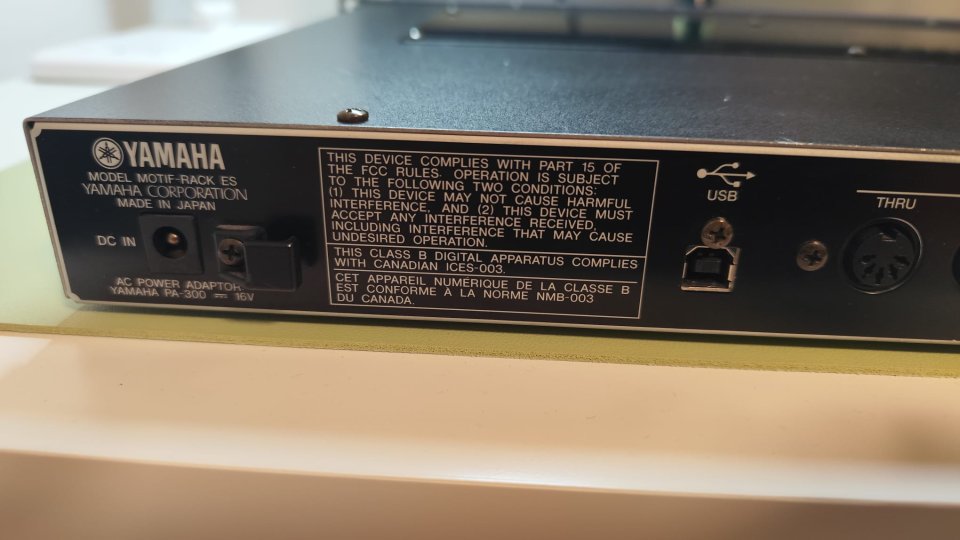 YAMAHA
MODEL MOTIF-RACK ES
YAMAHA CORPORATION
MADE IN JAPAN
DC IN
AC POWER ADAPTOR
YAMAHA PA-300 16V
THIS DEVICE COMPLIES WITH PART 15 OF
THE FCC RULES. OPERATION IS SUBJECT
TO THE FOLLOWING TWO CONDITIONS:
(1) THIS DEVICE MAY NOT CAUSE HARMFUL
INTERFERENCE, AND (2) THIS DEVICE MUST
ACCEPT ANY INTERFERENCE RECEIVED,
INCLUDING INTERFERENCE THAT MAY CAUSE
UNDESIRED OPERATION.
THIS CLASS B DIGITAL APPARATUS COMPLIES
WITH CANADIAN ICES-003.
CET APPAREIL NUMERIQUE DE LA CLASSE B
EST CONFORME À LA NORME NMB-003
DU CANADA.
USB
THRU